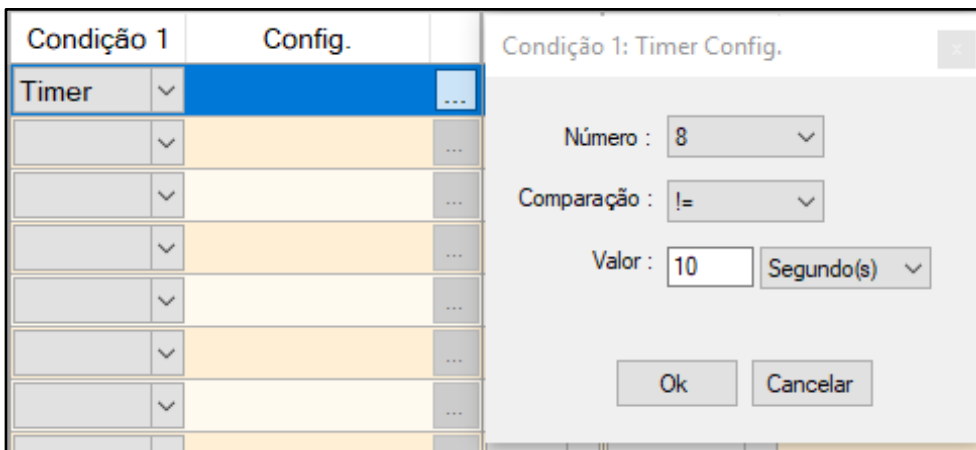 Condição 1 Config.
Timer ...
...
...
...
...
...
...
Condição 1: Timer Config. x
Número : 8
Comparação : !=
Valor : 10 Segundo(s)
Ok Cancelar